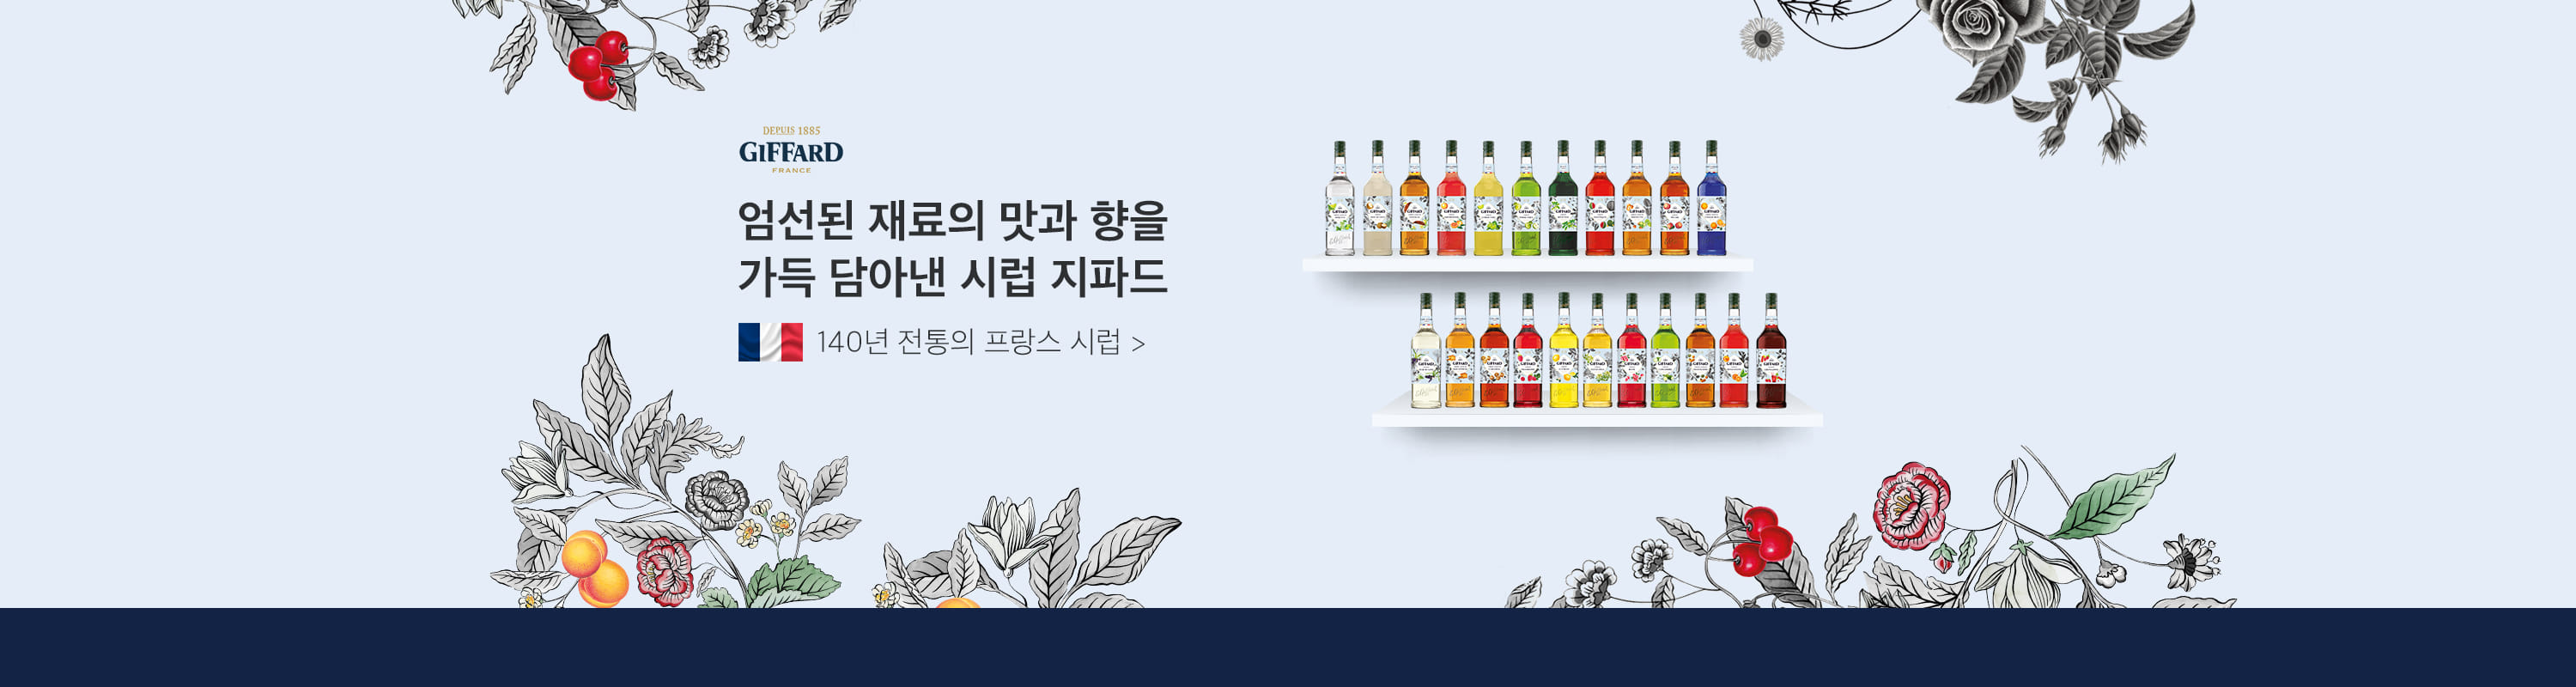 DEPUIS 1885
GIFFARD
FRANCE
엄선된 재료의 맛과 향을
가득 담아낸 시럽 지파드
140년 전통의 프랑스 시럽 >